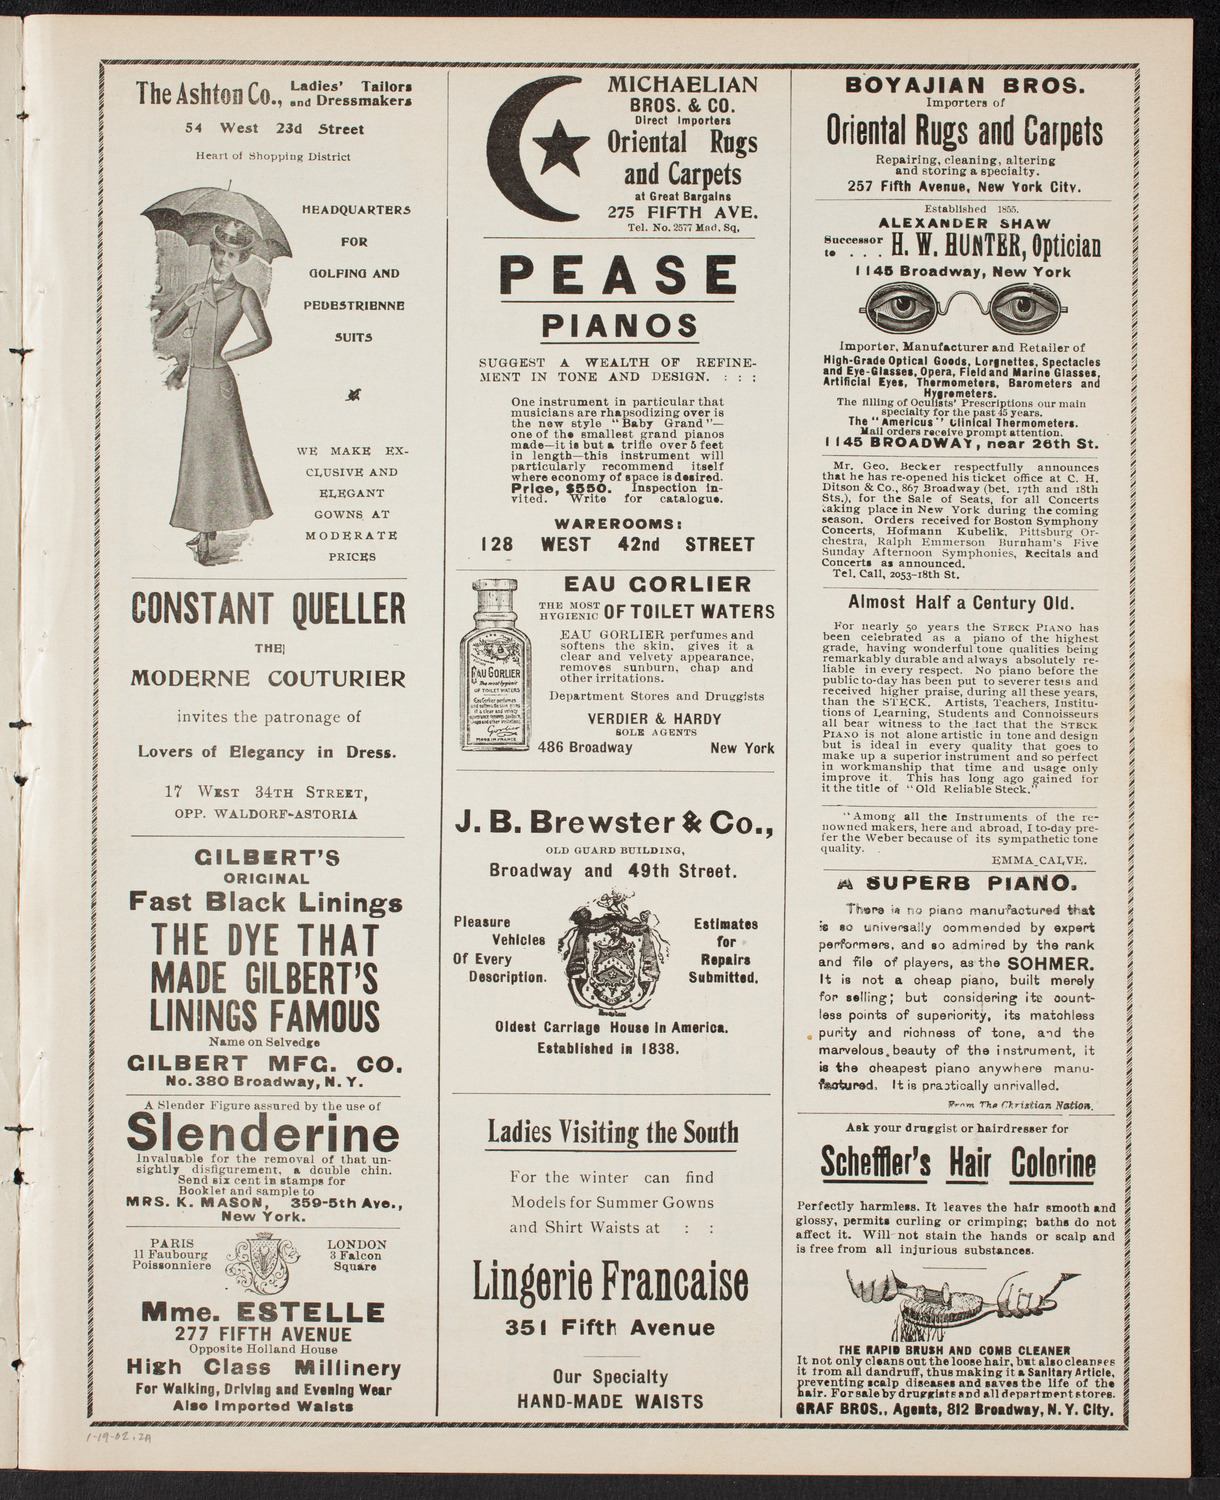 The Ashton Co., Ladies' Tailors
and Dressmakers
54 West 23d Street
Heart of Shopping District
HEADQUARTERS
FOR
GOLFING AND
PEDESTRIENNE
SUITS
WE MAKE EX-
CLUSIVE AND
ELEGANT
GOWNS AT
MODERATE
PRICES
CONSTANT QUELLER
THE
MODERNE COUTURIER
invites the patronage of
Lovers of Elegancy in Dress.
17 WEST 34TH STREET,
OPP. WALDORF-ASTORIA
GILBERT'S
ORIGINAL
Fast Black Linings
THE DYE THAT
MADE GILBERT'S
LININGS FAMOUS
Name on Selvedge
GILBERT MFG. CO.
No. 380 Broadway, N. Y.
A Slender Figure assured by the use of
Slenderine
Invaluable for the removal of that un-
sightly disfigurement, a double chin.
Send six cent in stamps for
Booklet and sample to
MRS. K. MASON, 359-5th Ave.,
New York.
PARIS
11 Faubourg
Poissonniere
LONDON
3 Falcon
Square
Mme. ESTELLE
277 FIFTH AVENUE
Opposite Holland House
High Class Millinery
For Walking, Driving and Evening Wear
Also Imported Waists
MICHAELIAN
BROS. & CO.
Direct Importers
Oriental Rugs
and Carpets
at Great Bargains
275 FIFTH AVE.
Tel. No. 2577 Mad. Sq.
PEASE
PIANOS
SUGGEST A WEALTH OF REFINE-
MENT IN TONE AND DESIGN. : : :
One instrument in particular that
musicians are rhapsodizing over is
the new style "Baby Grand"—
one of the smallest grand pianos
made—it is but a trifle over 5 feet
in length—this instrument will
particularly recommend itself
where economy of space is desired.
Price, $550. Inspection in-
vited. Write for catalogue.
WAREROOMS:
128 WEST 42nd STREET
EAU GORLIER
THE MOST
HYGIENIC OF TOILET WATERS
EAU GORLIER perfumes and
softens the skin, gives it a
clear and velvety appearance,
removes sunburn, chap and
other irritations.
Department Stores and Druggists
VERDIER & HARDY
SOLE AGENTS
486 Broadway New York
EAU GORLIER
The most hygienic
OF TOILET WATERS
Gorlier
MADE IN FRANCE
J. B. Brewster & Co.,
OLD GUARD BUILDING,
Broadway and 49th Street.
Pleasure
Vehicles
Of Every
Description.
Estimates
for
Repairs
Submitted.
Oldest Carriage House in America.
Established in 1838.
Ladies Visiting the South
For the winter can find
Models for Summer Gowns
and Shirt Waists at : :
Lingerie Francaise
351 Fifth Avenue
Our Specialty
HAND-MADE WAISTS
BOYAJIAN BROS.
Importers of
Oriental Rugs and Carpets
Repairing, cleaning, altering
and storing a specialty.
257 Fifth Avenue, New York City.
Established 1855.
ALEXANDER SHAW
Successor
to . . . H. W. HUNTER, Optician
1145 Broadway, New York
Importer, Manufacturer and Retailer of
High-Grade Optical Goods, Lorgnettes, Spectacles
and Eye-Glasses, Opera, Field and Marine Glasses,
Artificial Eyes, Thermometers, Barometers and
Hygrometers.
The filling of Oculists' Prescriptions our main
specialty for the past 45 years.
The "Americus" Clinical Thermometers.
Mail orders receive prompt attention.
1145 BROADWAY, near 26th St.
Mr. Geo. Becker respectfully announces
that he has re-opened his ticket office at C. H.
Ditson & Co., 867 Broadway (bet. 17th and 18th
Sts.), for the Sale of Seats, for all Concerts
taking place in New York during the coming
season. Orders received for Boston Symphony
Concerts, Hofmann Kubelik, Pittsburg Or-
chestra, Ralph Emmerson Burnham's Five
Sunday Afternoon Symphonies, Recitals and
Concerts as announced.
Tel. Call, 2053-18th St.
Almost Half a Century Old.
For nearly 50 years the STECK PIANO has
been celebrated as a piano of the highest
grade, having wonderful tone qualities being
remarkably durable and always absolutely re-
liable in every respect. No piano before the
public to-day has been put to severer tests and
received higher praise, during all these years,
than the STECK. Artists, Teachers, Institu-
tions of Learning, Students and Connoisseurs
all bear witness to the fact that the STECK
PIANO is not alone artistic in tone and design
but is ideal in every quality that goes to
make up a superior instrument and so perfect
in workmanship that time and usage only
improve it. This has long ago gained for
it the title of "Old Reliable Steck."
"Among all the Instruments of the re-
nowned makers, here and abroad, I to-day pre-
fer the Weber because of its sympathetic tone
quality.
EMMA CALVE.
A SUPERB PIANO.
There is no piano manufactured that
is so universally commended by expert
performers, and so admired by the rank
and file of players, as the SOHMER.
It is not a cheap piano, built merely
for selling; but considering its count-
less points of superiority, its matchless
purity and richness of tone, and the
marvelous beauty of the instrument, it
is the cheapest piano anywhere manu-
factured. It is practically unrivalled.
From The Christian Nation.
Ask your druggist or hairdresser for
Scheffler's Hair Colorine
Perfectly harmless. It leaves the hair smooth and
glossy, permits curling or crimping; baths do not
affect it. Will not stain the hands or scalp and
is free from all injurious substances.
THE RAPID BRUSH AND COMB CLEANER
It not only cleans out the loose hair, but also cleanses
it from all dandruff, thus making it a Sanitary Article,
preventing scalp diseases and saves the life of the
hair. For sale by druggists and all department stores.
GRAF BROS., Agents, 812 Broadway, N. Y. City.
1-19-02.2A